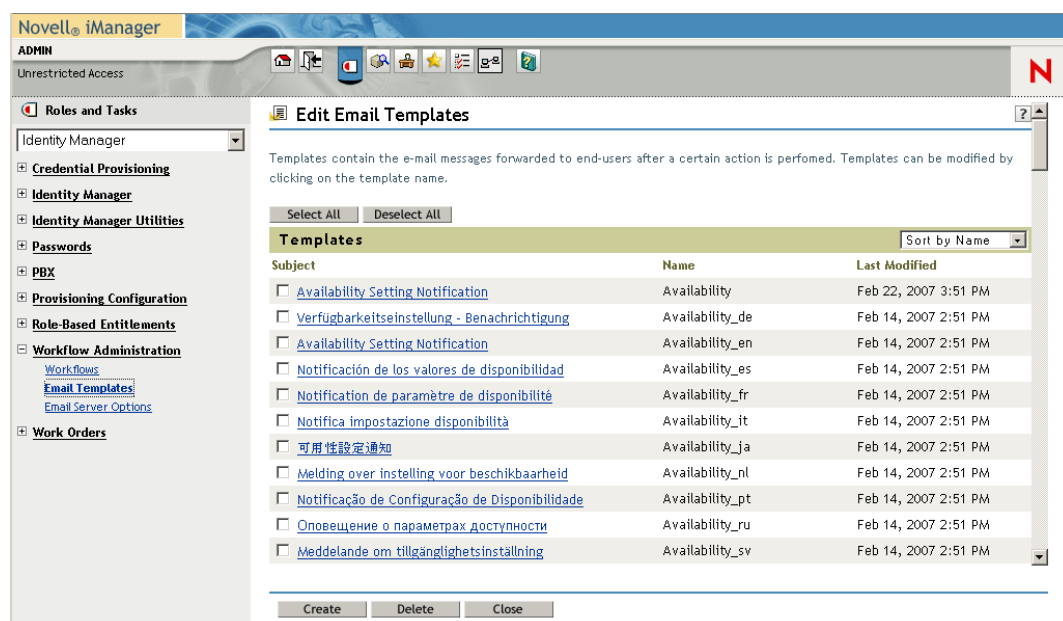 Novell® iManager
ADMIN
Unrestricted Access
N
Roles and Tasks
Identity Manager
Credential Provisioning
Identity Manager
Identity Manager Utilities
Passwords
PBX
Provisioning Configuration
Role-Based Entitlements
Workflow Administration
Workflows
Email Templates
Email Server Options
Work Orders
Edit Email Templates
?
Templates contain the e-mail messages forwarded to end-users after a certain action is perfomed. Templates can be modified by
clicking on the template name.
Select All Deselect All
Templates Sort by Name
Subject Name Last Modified
Availability Setting Notification Availability Feb 22, 2007 3:51 PM
Verfügbarkeitseinstellung - Benachrichtigung Availability_de Feb 14, 2007 2:51 PM
Availability Setting Notification Availability_en Feb 14, 2007 2:51 PM
Notificación de los valores de disponibilidad Availability_es Feb 14, 2007 2:51 PM
Notification de paramètre de disponibilité Availability_fr Feb 14, 2007 2:51 PM
Notifica impostazione disponibilità Availability_it Feb 14, 2007 2:51 PM
可用性設定通知 Availability_ja Feb 14, 2007 2:51 PM
Melding over instelling voor beschikbaarheid Availability_nl Feb 14, 2007 2:51 PM
Notificação de Configuração de Disponibilidade Availability_pt Feb 14, 2007 2:51 PM
Оповещение о параметрах доступности Availability_ru Feb 14, 2007 2:51 PM
Meddelande om tillgänglighetsinställning Availability_sv Feb 14, 2007 2:51 PM
Create Delete Close